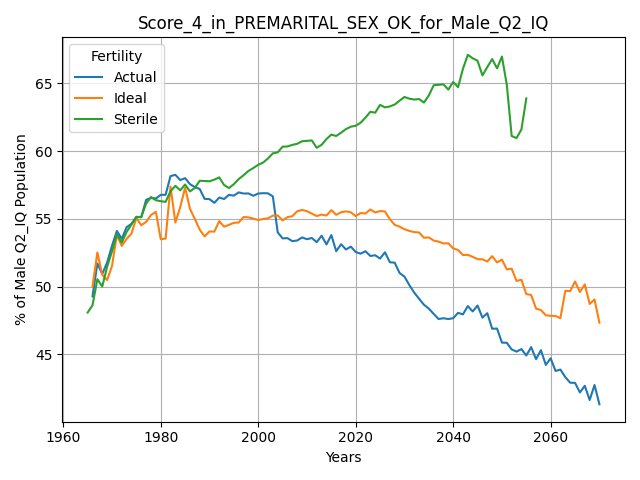 Score_4_in_PREMARITAL_SEX_OK_for_Male_Q2_IQ
% of Male Q2_IQ Population
65
60
55
50
45
Fertility
Actual
Ideal
Sterile
1960 1980 2000 2020 2040 2060
Years